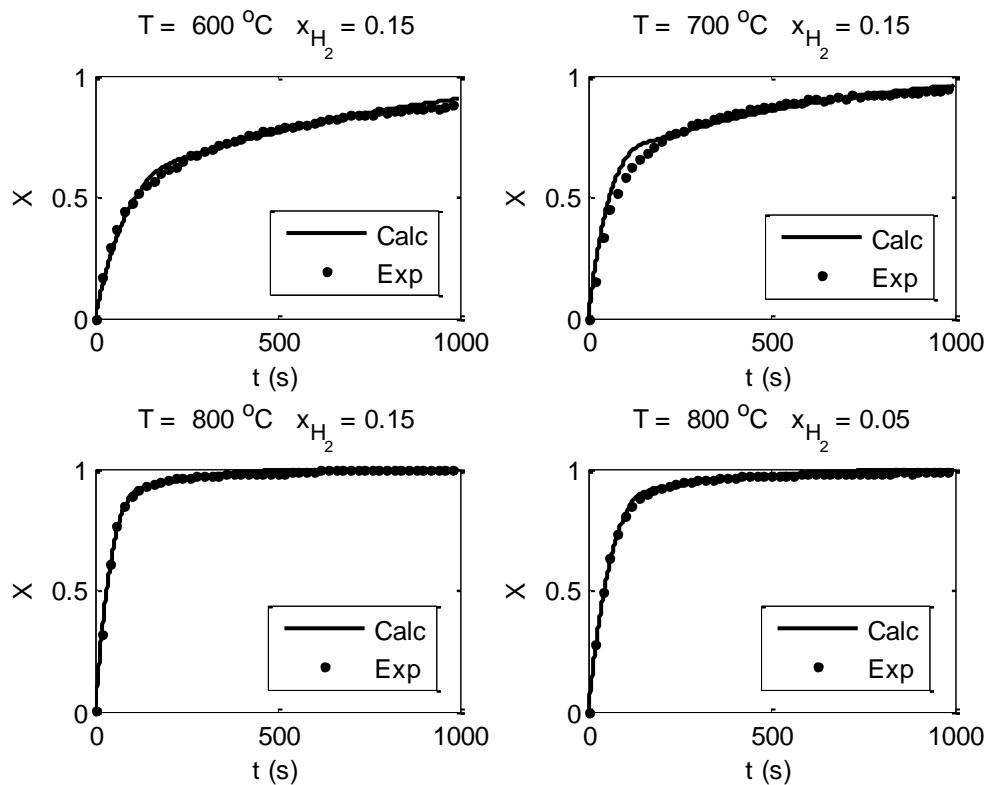 T = 600 °C x_H2 = 0.15
1
0.5
0
X
Calc
Exp
0 500 1000
t (s)
T = 700 °C x_H2 = 0.15
1
0.5
0
X
Calc
Exp
0 500 1000
t (s)
T = 800 °C x_H2 = 0.15
1
0.5
0
X
Calc
Exp
0 500 1000
t (s)
T = 800 °C x_H2 = 0.05
1
0.5
0
X
Calc
Exp
0 500 1000
t (s)